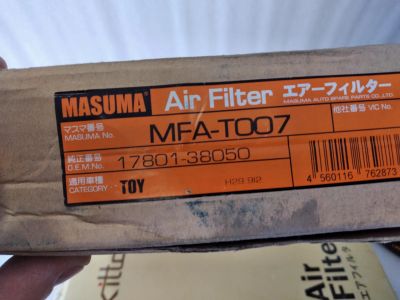 MASUMA Air Filter エアーフィルター
MASUMA AUTO SPARE PARTS CO., LTD.
マスマ番号 MFA-T007 他社番号 VIC No.
MASUMA No.
純正番号 17801-38050
O.E.M. No.
適用車種 TOY H29 9I2
CATEGORY
4 560116 762873
Air
Filter
エアフィルタ